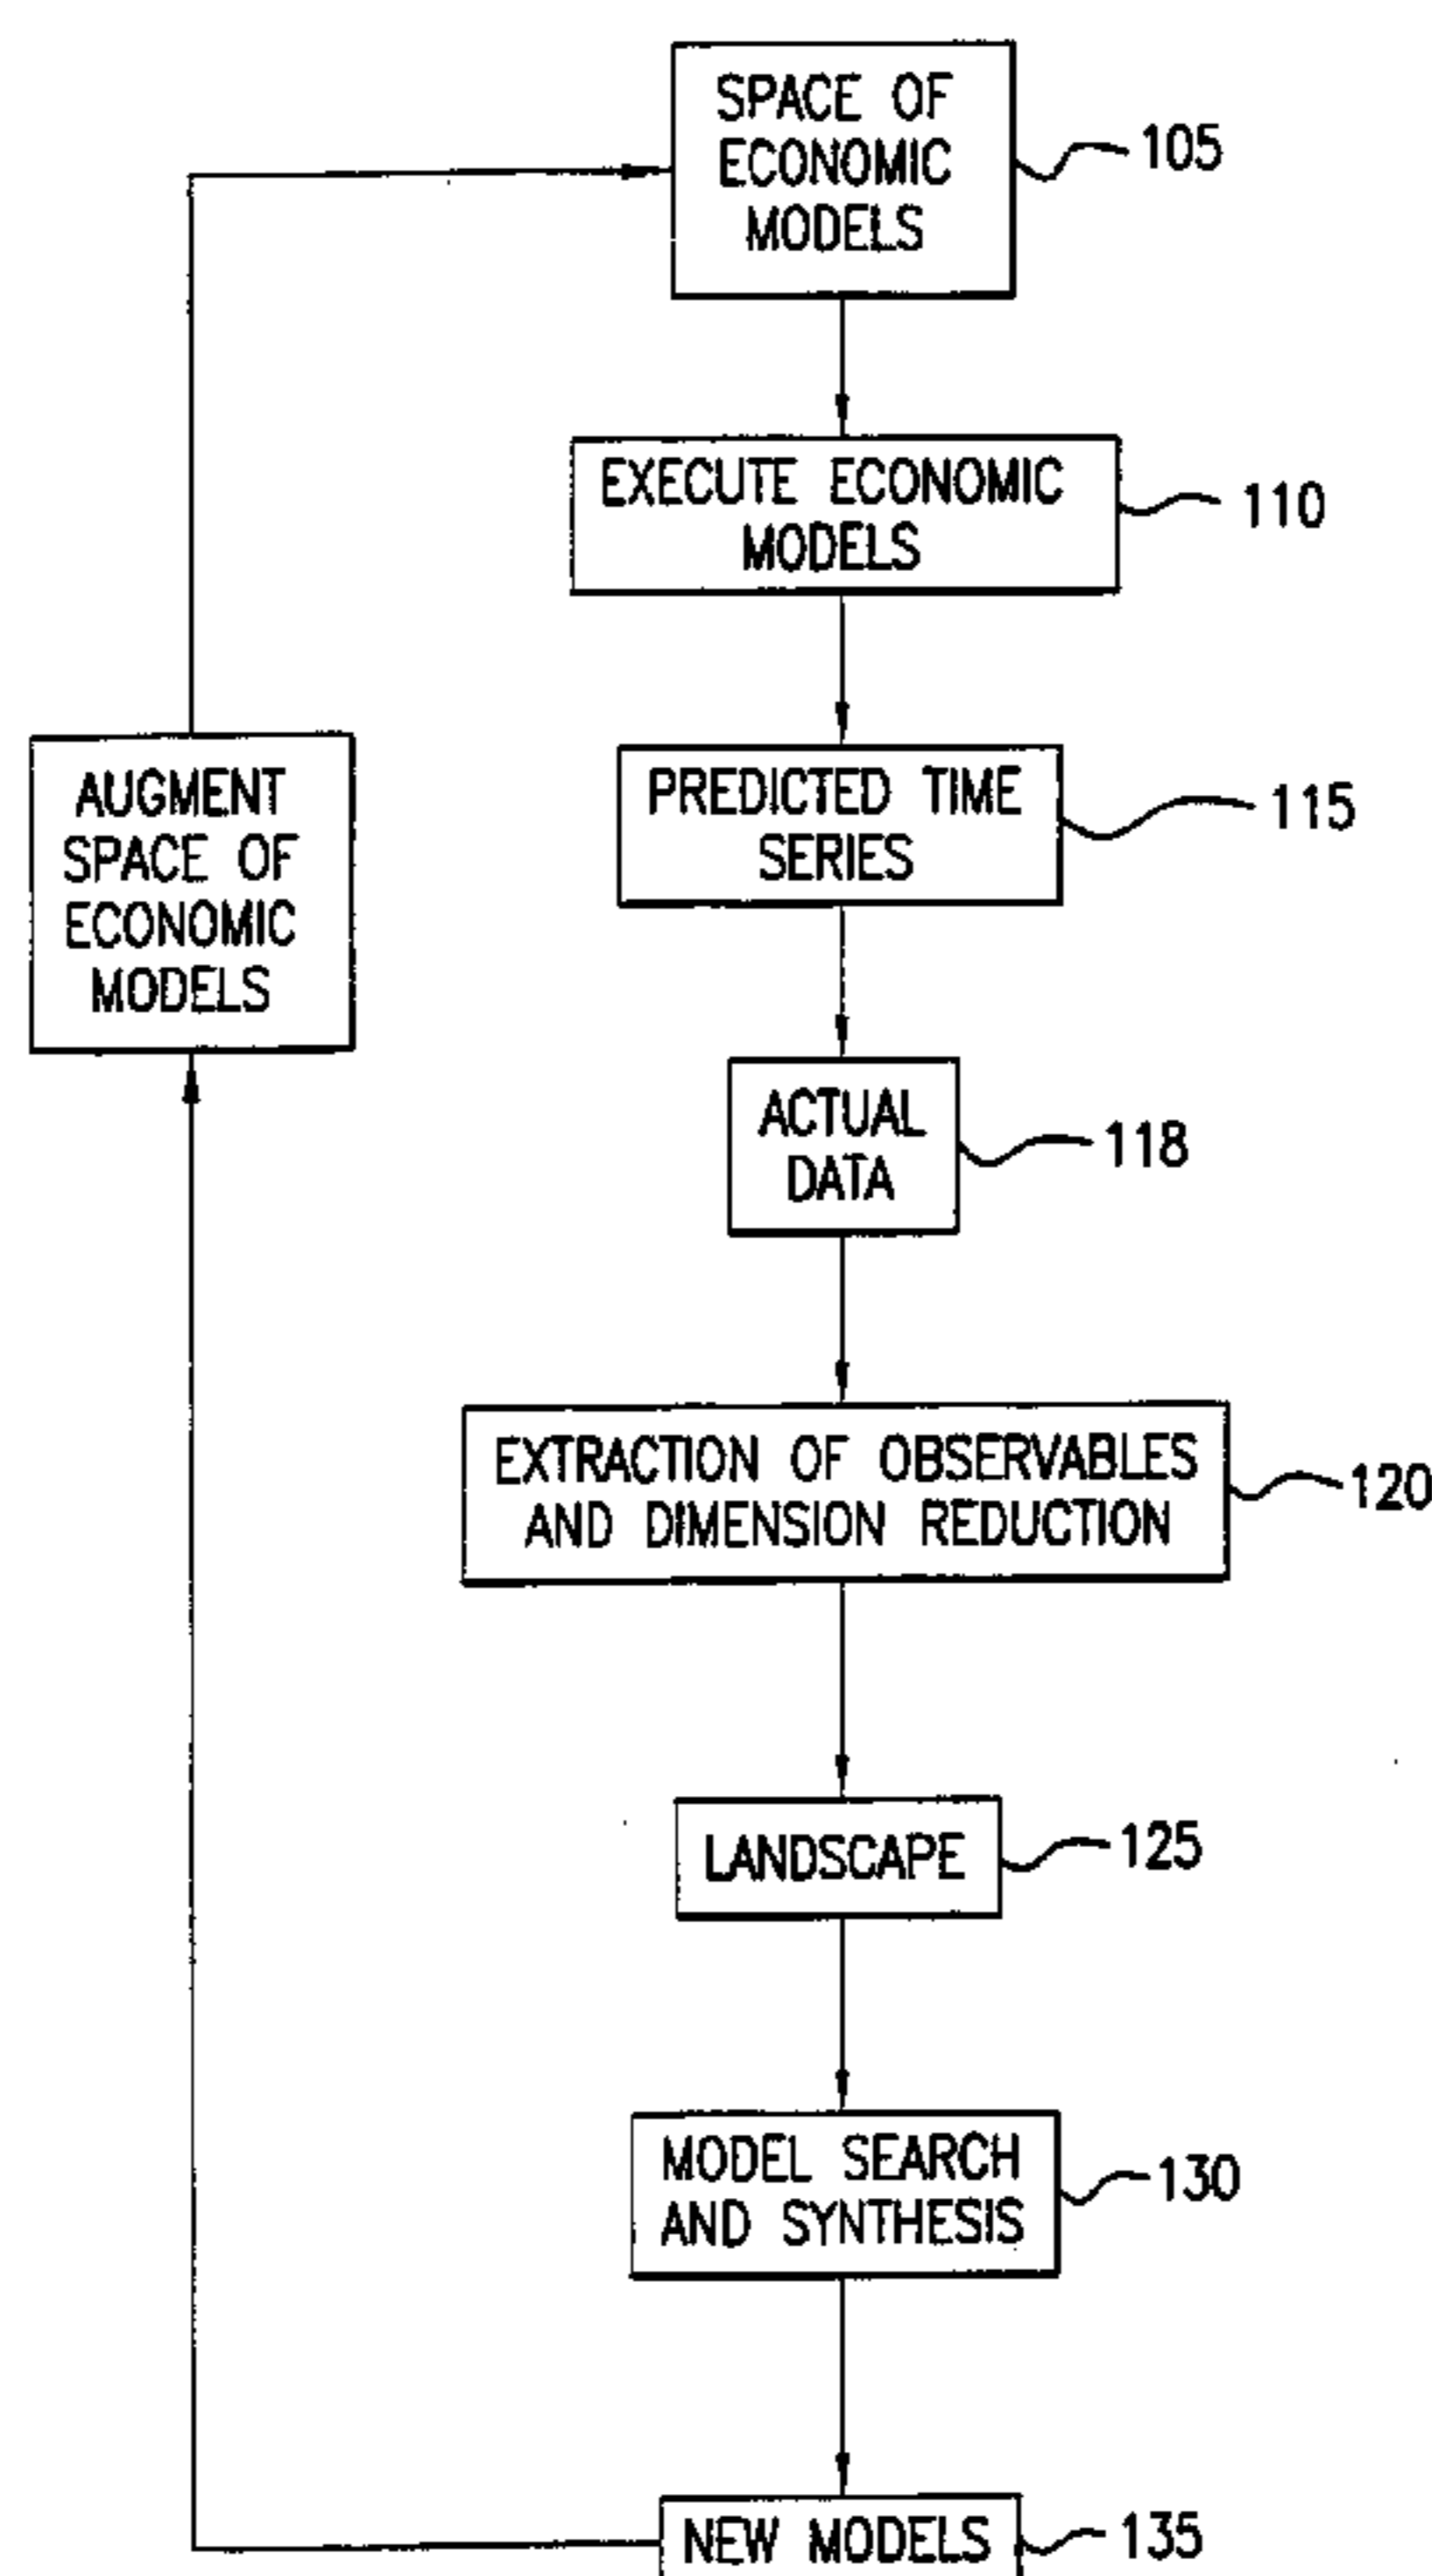 SPACE OF
ECONOMIC
MODELS
105
EXECUTE ECONOMIC
MODELS
110
PREDICTED TIME
SERIES
115
AUGMENT
SPACE OF
ECONOMIC
MODELS
ACTUAL
DATA
118
EXTRACTION OF OBSERVABLES
AND DIMENSION REDUCTION
120
LANDSCAPE
125
MODEL SEARCH
AND SYNTHESIS
130
NEW MODELS
135